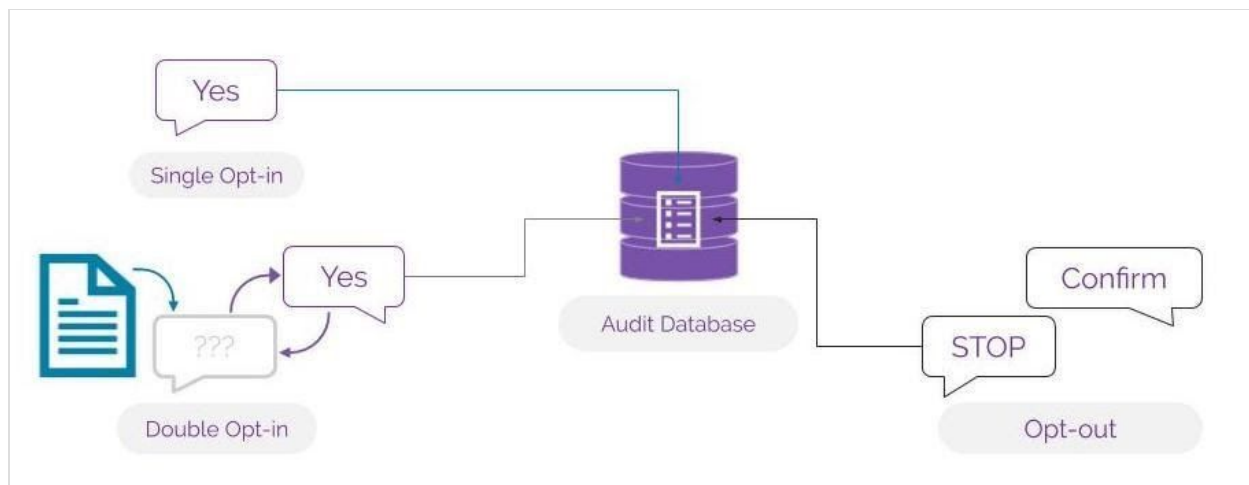 Yes
Single Opt-in
Yes
???
Double Opt-in
Audit Database
Confirm
STOP
Opt-out